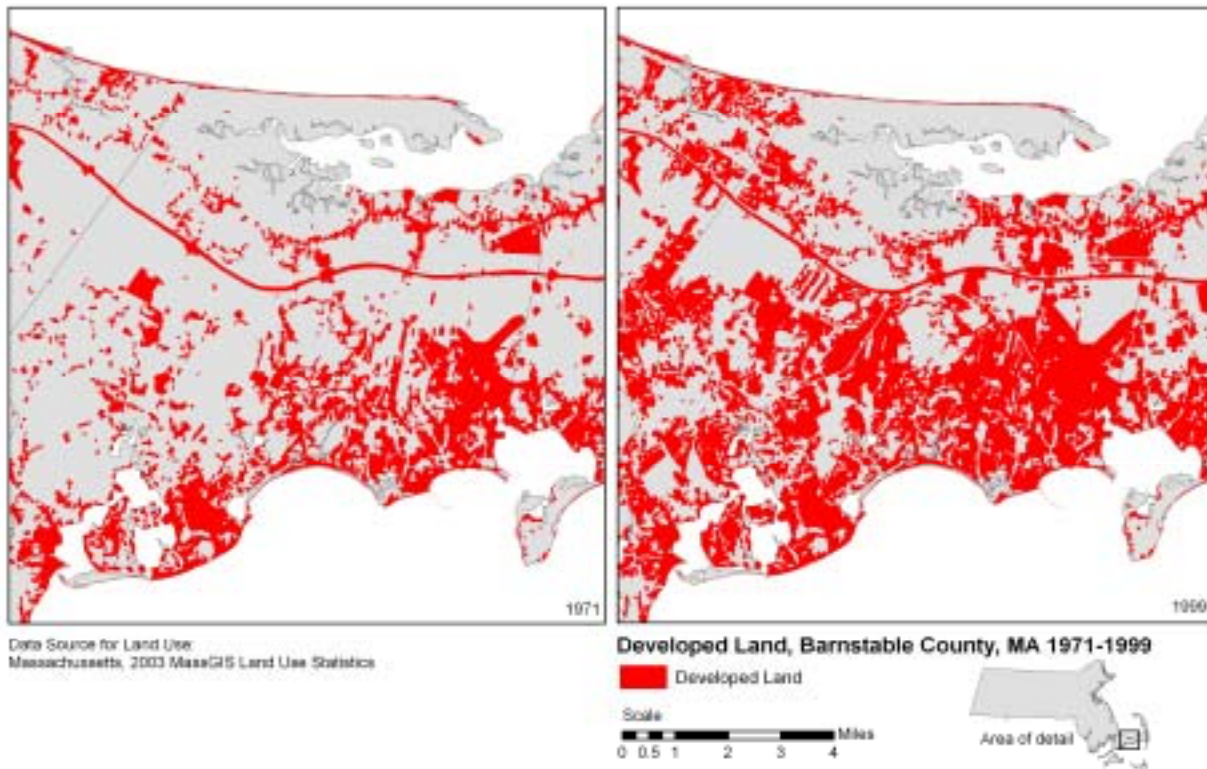 1971
1999
Data Source for Land Use:
Massachusetts, 2003 MassGIS Land Use Statistics
Developed Land, Barnstable County, MA 1971-1999
Developed Land
Scale
Miles
0 0.5 1 2 3 4
Area of detail